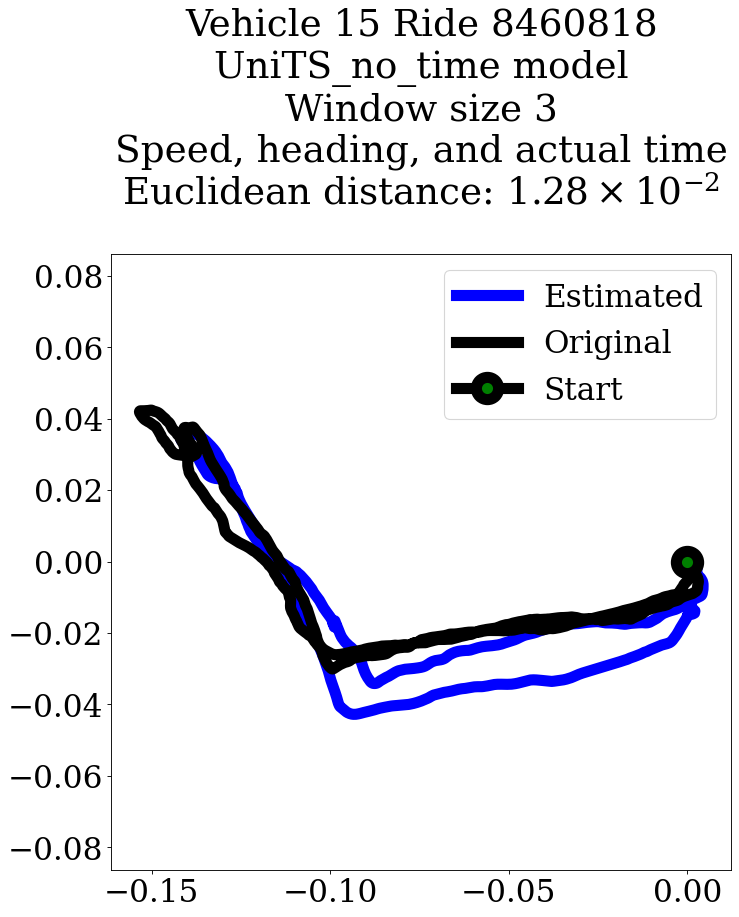 Vehicle 15 Ride 8460818
UniTS_no_time model
Window size 3
Speed, heading, and actual time
Euclidean distance: 1.28 × 10⁻²
Estimated
Original
Start
0.08
0.06
0.04
0.02
0.00
−0.02
−0.04
−0.06
−0.08
−0.15 −0.10 −0.05 0.00